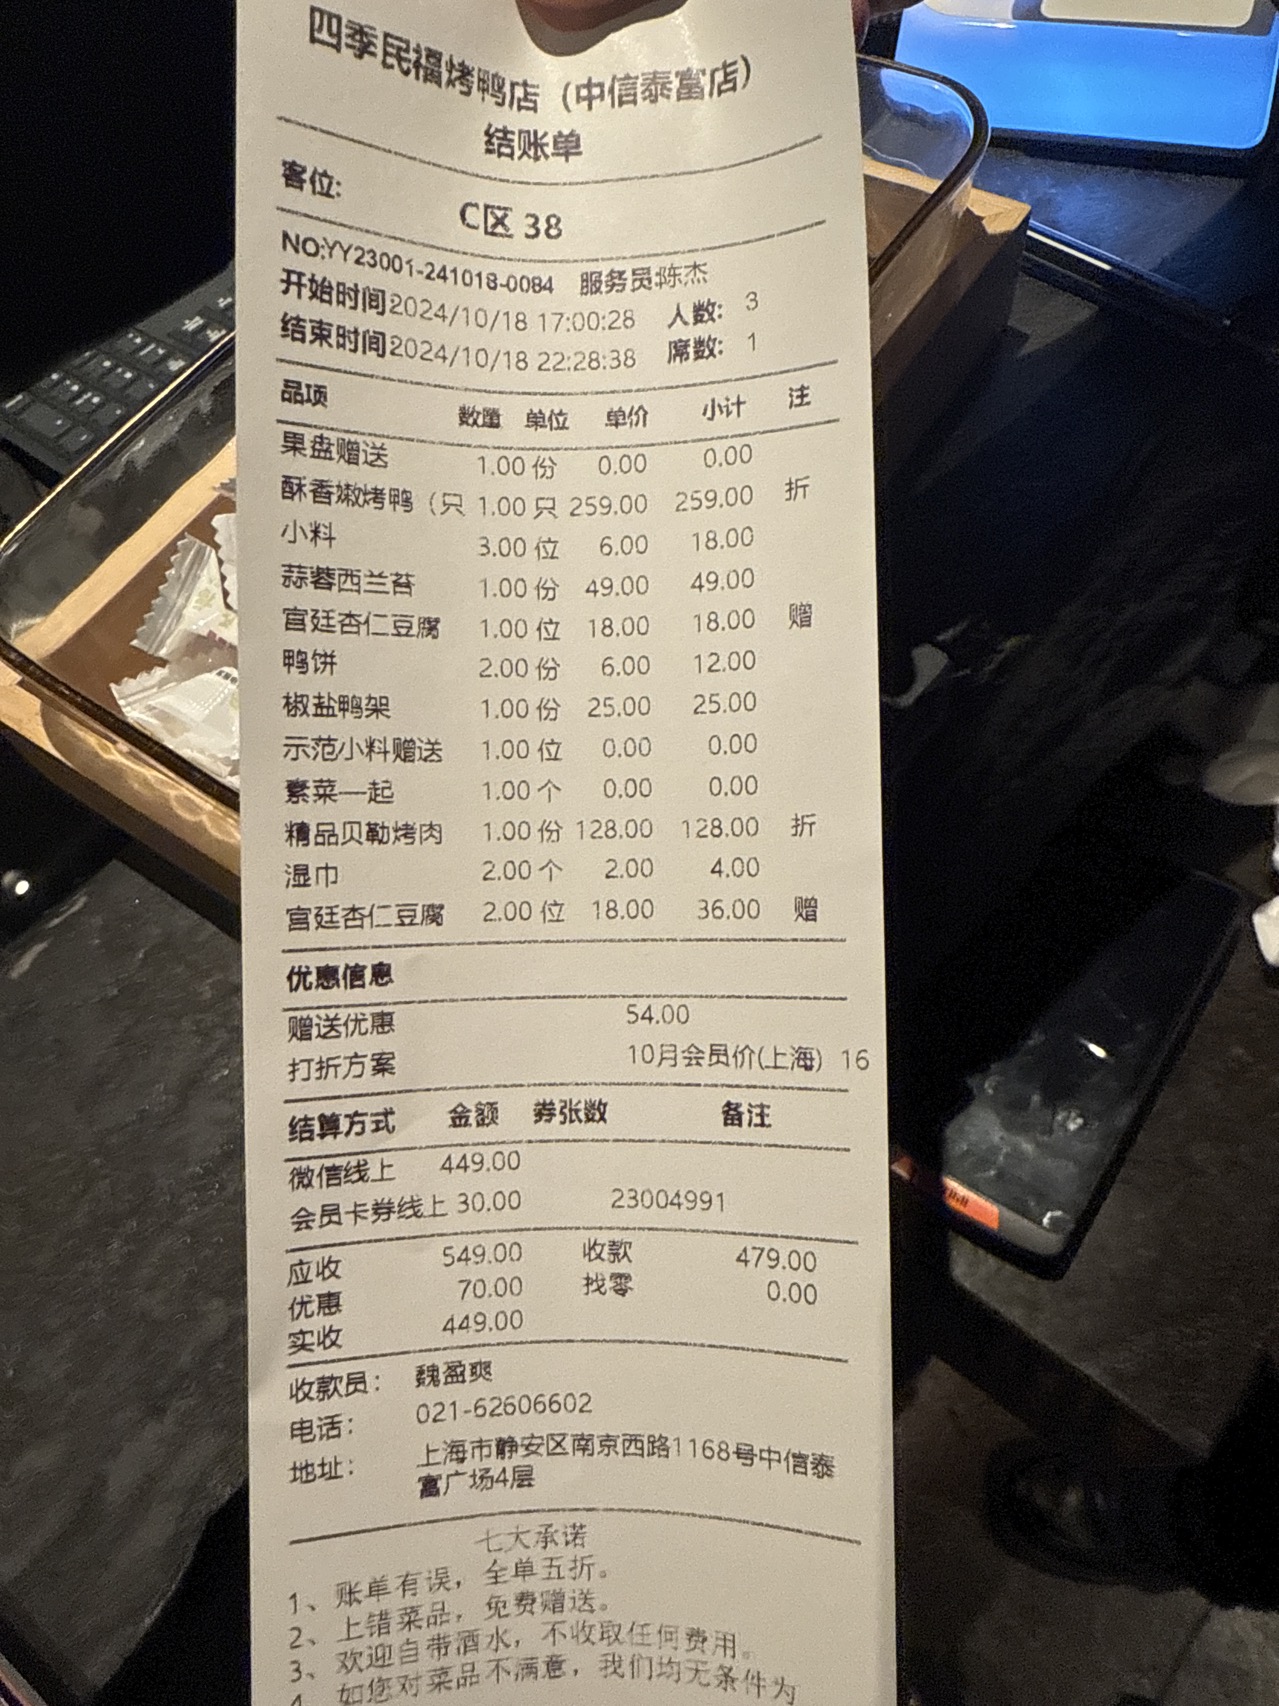 四季民福烤鸭店（中信泰富店）
结账单
客位:
C区 38
NO:YY23001-241018-0084 服务员:陈杰
开始时间2024/10/18 17:00:28 人数: 3
结束时间2024/10/18 22:28:38 席数: 1
品项 数量 单位 单价 小计 注
果盘赠送 1.00 份 0.00 0.00
酥香嫩烤鸭（只 1.00 只 259.00 259.00 折
小料 3.00 位 6.00 18.00
蒜蓉西兰苔 1.00 份 49.00 49.00
宫廷杏仁豆腐 1.00 位 18.00 18.00 赠
鸭饼 2.00 份 6.00 12.00
椒盐鸭架 1.00 份 25.00 25.00
示范小料赠送 1.00 位 0.00 0.00
素菜一起 1.00 个 0.00 0.00
精品贝勒烤肉 1.00 份 128.00 128.00 折
湿巾 2.00 个 2.00 4.00
宫廷杏仁豆腐 2.00 位 18.00 36.00 赠
优惠信息
赠送优惠 54.00
打折方案 10月会员价(上海) 16
结算方式 金额 券张数 备注
微信线上 449.00
会员卡券线上 30.00 23004991
应收 549.00 收款 479.00
优惠 70.00 找零 0.00
实收 449.00
收款员： 魏盈爽
电话： 021-62606602
地址： 上海市静安区南京西路1168号中信泰
富广场4层
七大承诺
1、账单有误，全单五折。
2、上错菜品，免费赠送。
3、欢迎自带酒水，不收取任何费用。
4、如您对菜品不满意，我们均无条件为